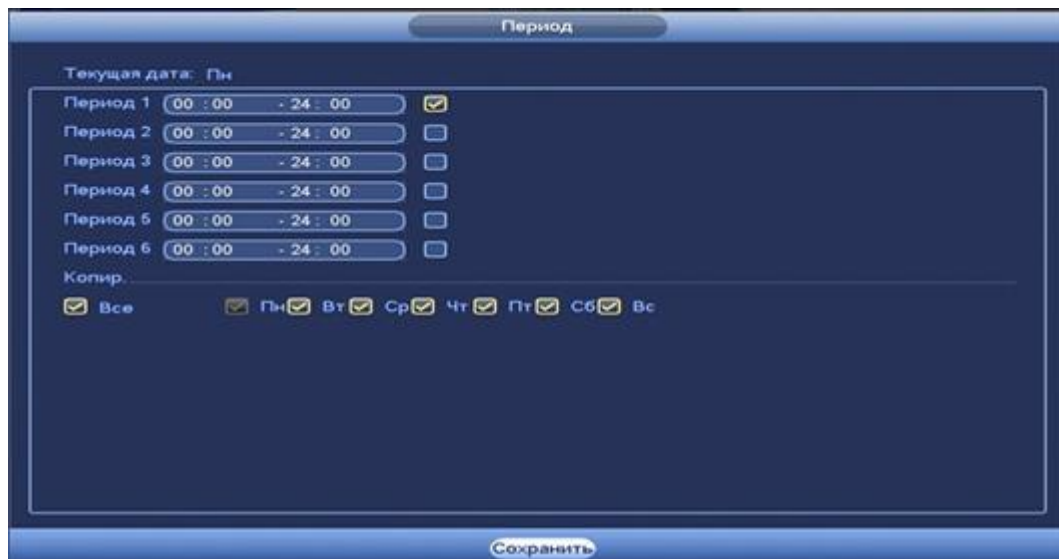 Период
Текущая дата: Пн
Период 1 00 : 00 - 24 : 00
Период 2 00 : 00 - 24 : 00
Период 3 00 : 00 - 24 : 00
Период 4 00 : 00 - 24 : 00
Период 5 00 : 00 - 24 : 00
Период 6 00 : 00 - 24 : 00
Копир.
Все Пн Вт Ср Чт Пт Сб Вс
Сохранить